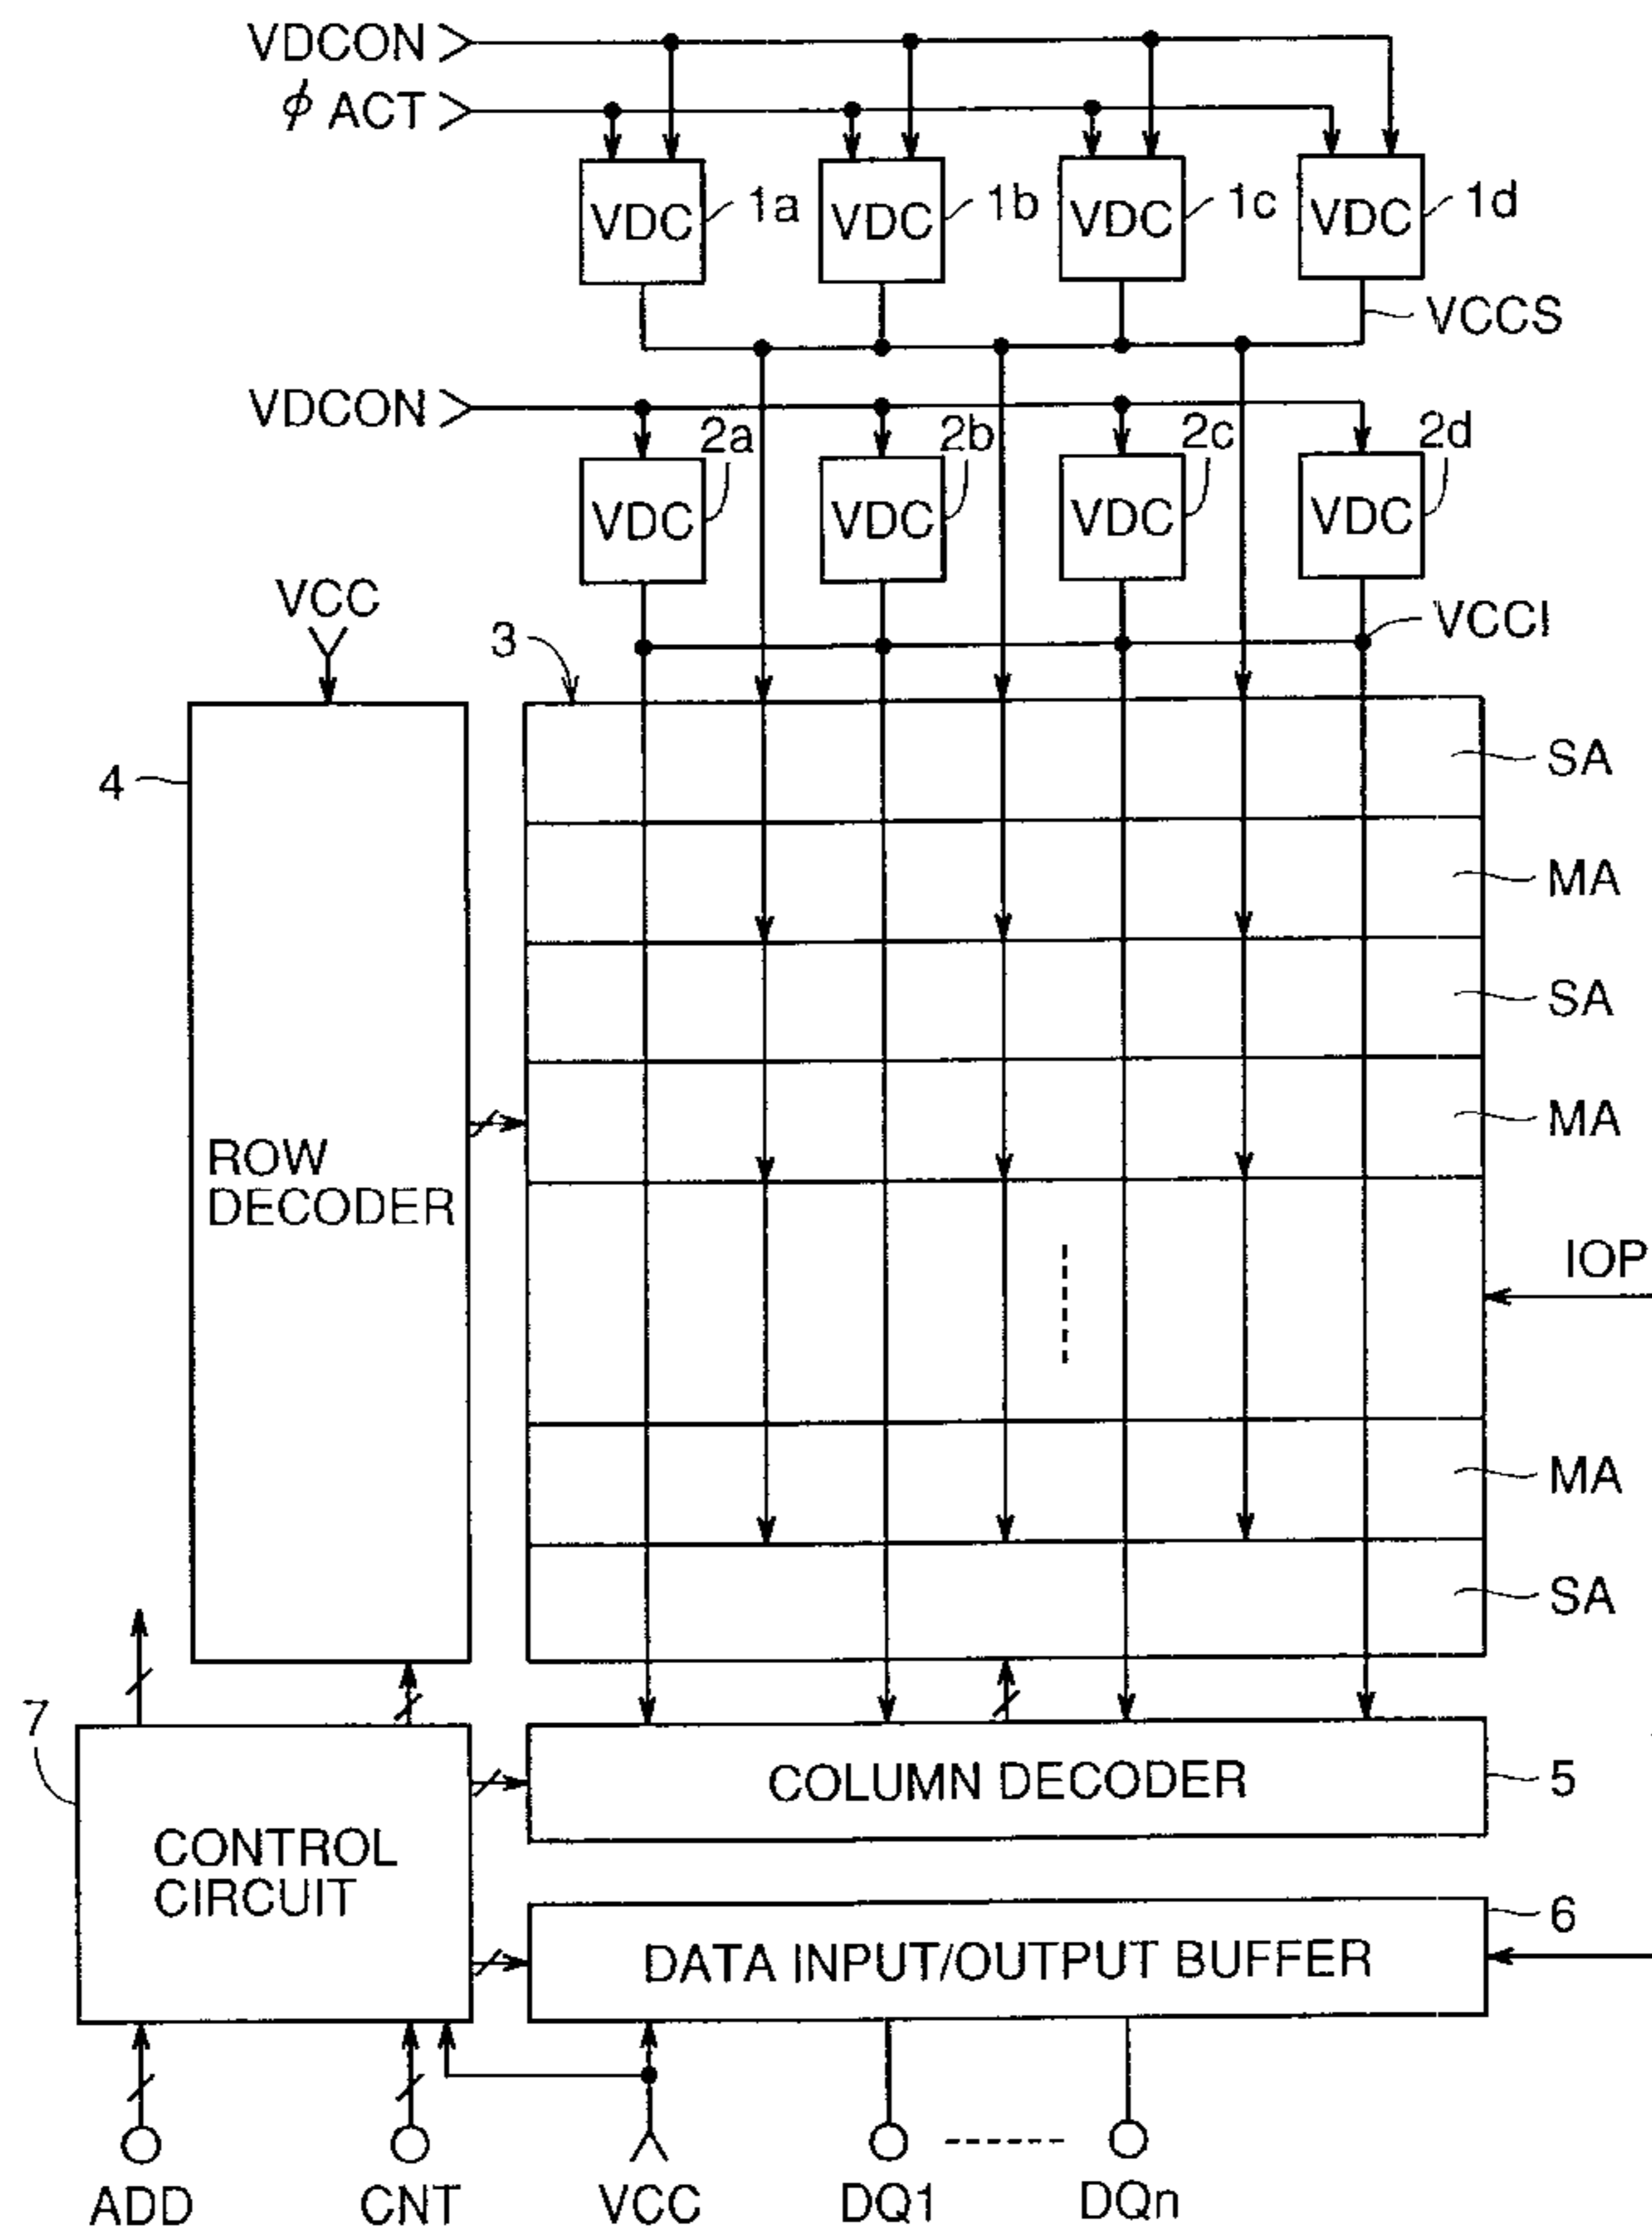 VDCON
ϕ ACT
VDC 1a VDC 1b VDC 1c VDC 1d
VCCS
VDCON
2a 2b 2c 2d
VDC VDC VDC VDC
VCC
VCCI
3
4
SA
MA
SA
MA
ROW
DECODER
IOP
MA
SA
7
COLUMN DECODER
5
CONTROL
CIRCUIT
6
DATA INPUT/OUTPUT BUFFER
ADD CNT VCC DQ1 DQn